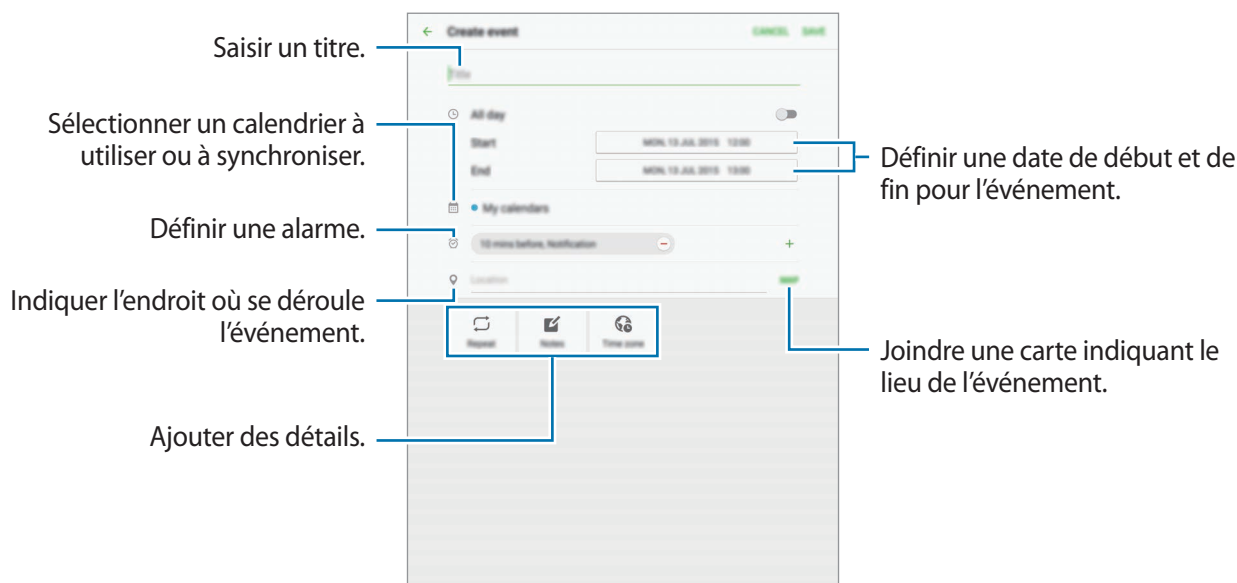 Create event
CANCEL SAVE
Saisir un titre.
Title
All day
Sélectionner un calendrier à
utiliser ou à synchroniser.
Start MON, 13 JUL 2015 12:00
End MON, 13 JUL 2015 13:00
Définir une date de début et de
fin pour l'événement.
My calendars
Définir une alarme.
10 mins before, Notification
Indiquer l'endroit où se déroule
l'événement.
Location
MAP
Repeat
Notes
Time zone
Joindre une carte indiquant le
lieu de l'événement.
Ajouter des détails.